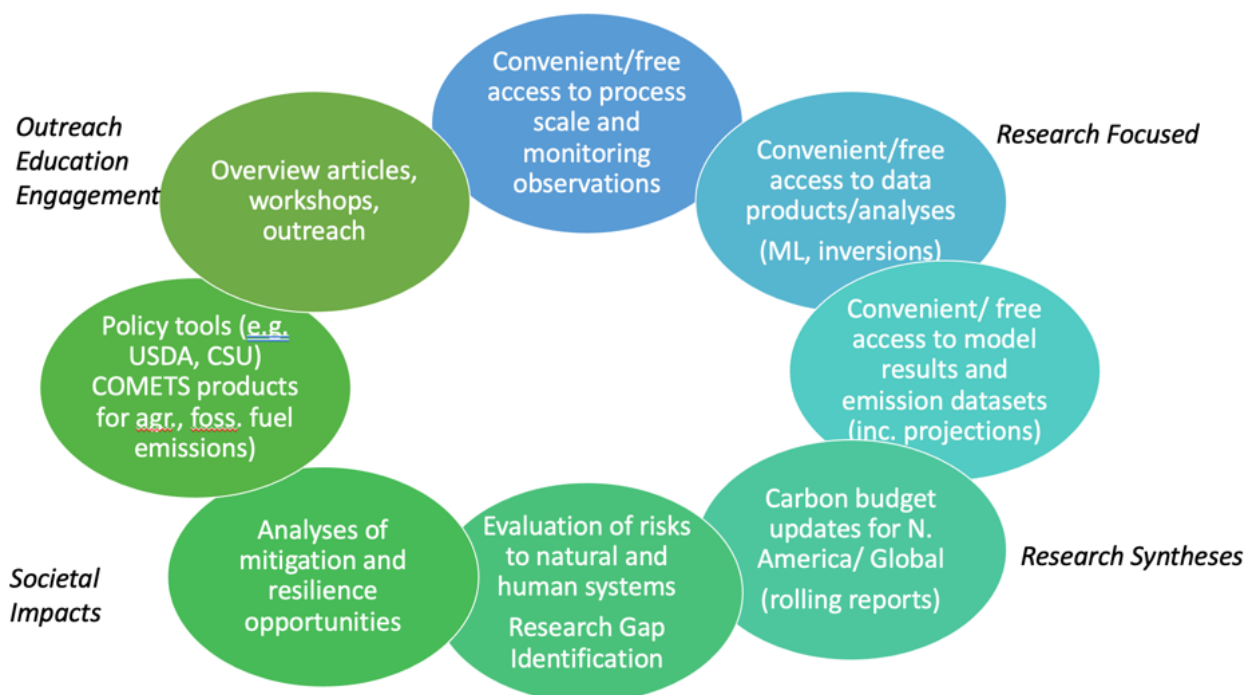 Convenient/free
access to process
scale and
monitoring
observations
Research Focused
Convenient/free
access to data
products/analyses
(ML, inversions)
Convenient/ free
access to model
results and
emission datasets
(inc. projections)
Research Syntheses
Carbon budget
updates for N.
America/ Global
(rolling reports)
Evaluation of risks
to natural and
human systems
Research Gap
Identification
Analyses of
mitigation and
resilience
opportunities
Societal
Impacts
Policy tools (e.g.
USDA, CSU)
COMETS products
for agr., foss. fuel
emissions)
Overview articles,
workshops,
outreach
Outreach
Education
Engagement